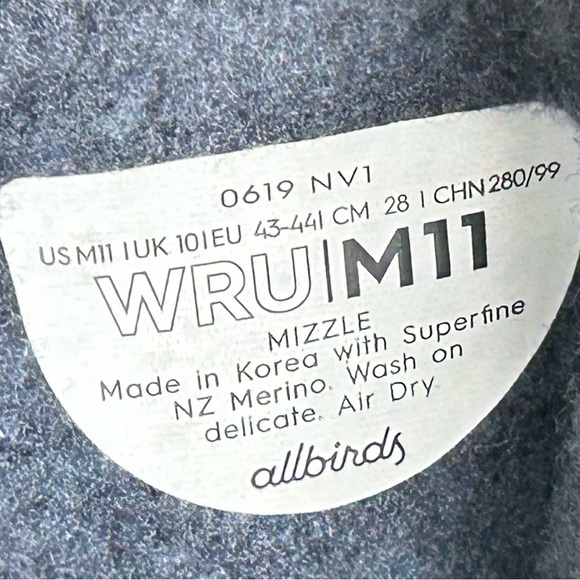 0619 NV1
US M11 | UK 10 | EU 43-44 | CM 28 | CHN 280/99
WRU|M11
MIZZLE
Made in Korea with Superfine
NZ Merino. Wash on
delicate. Air Dry
allbirds